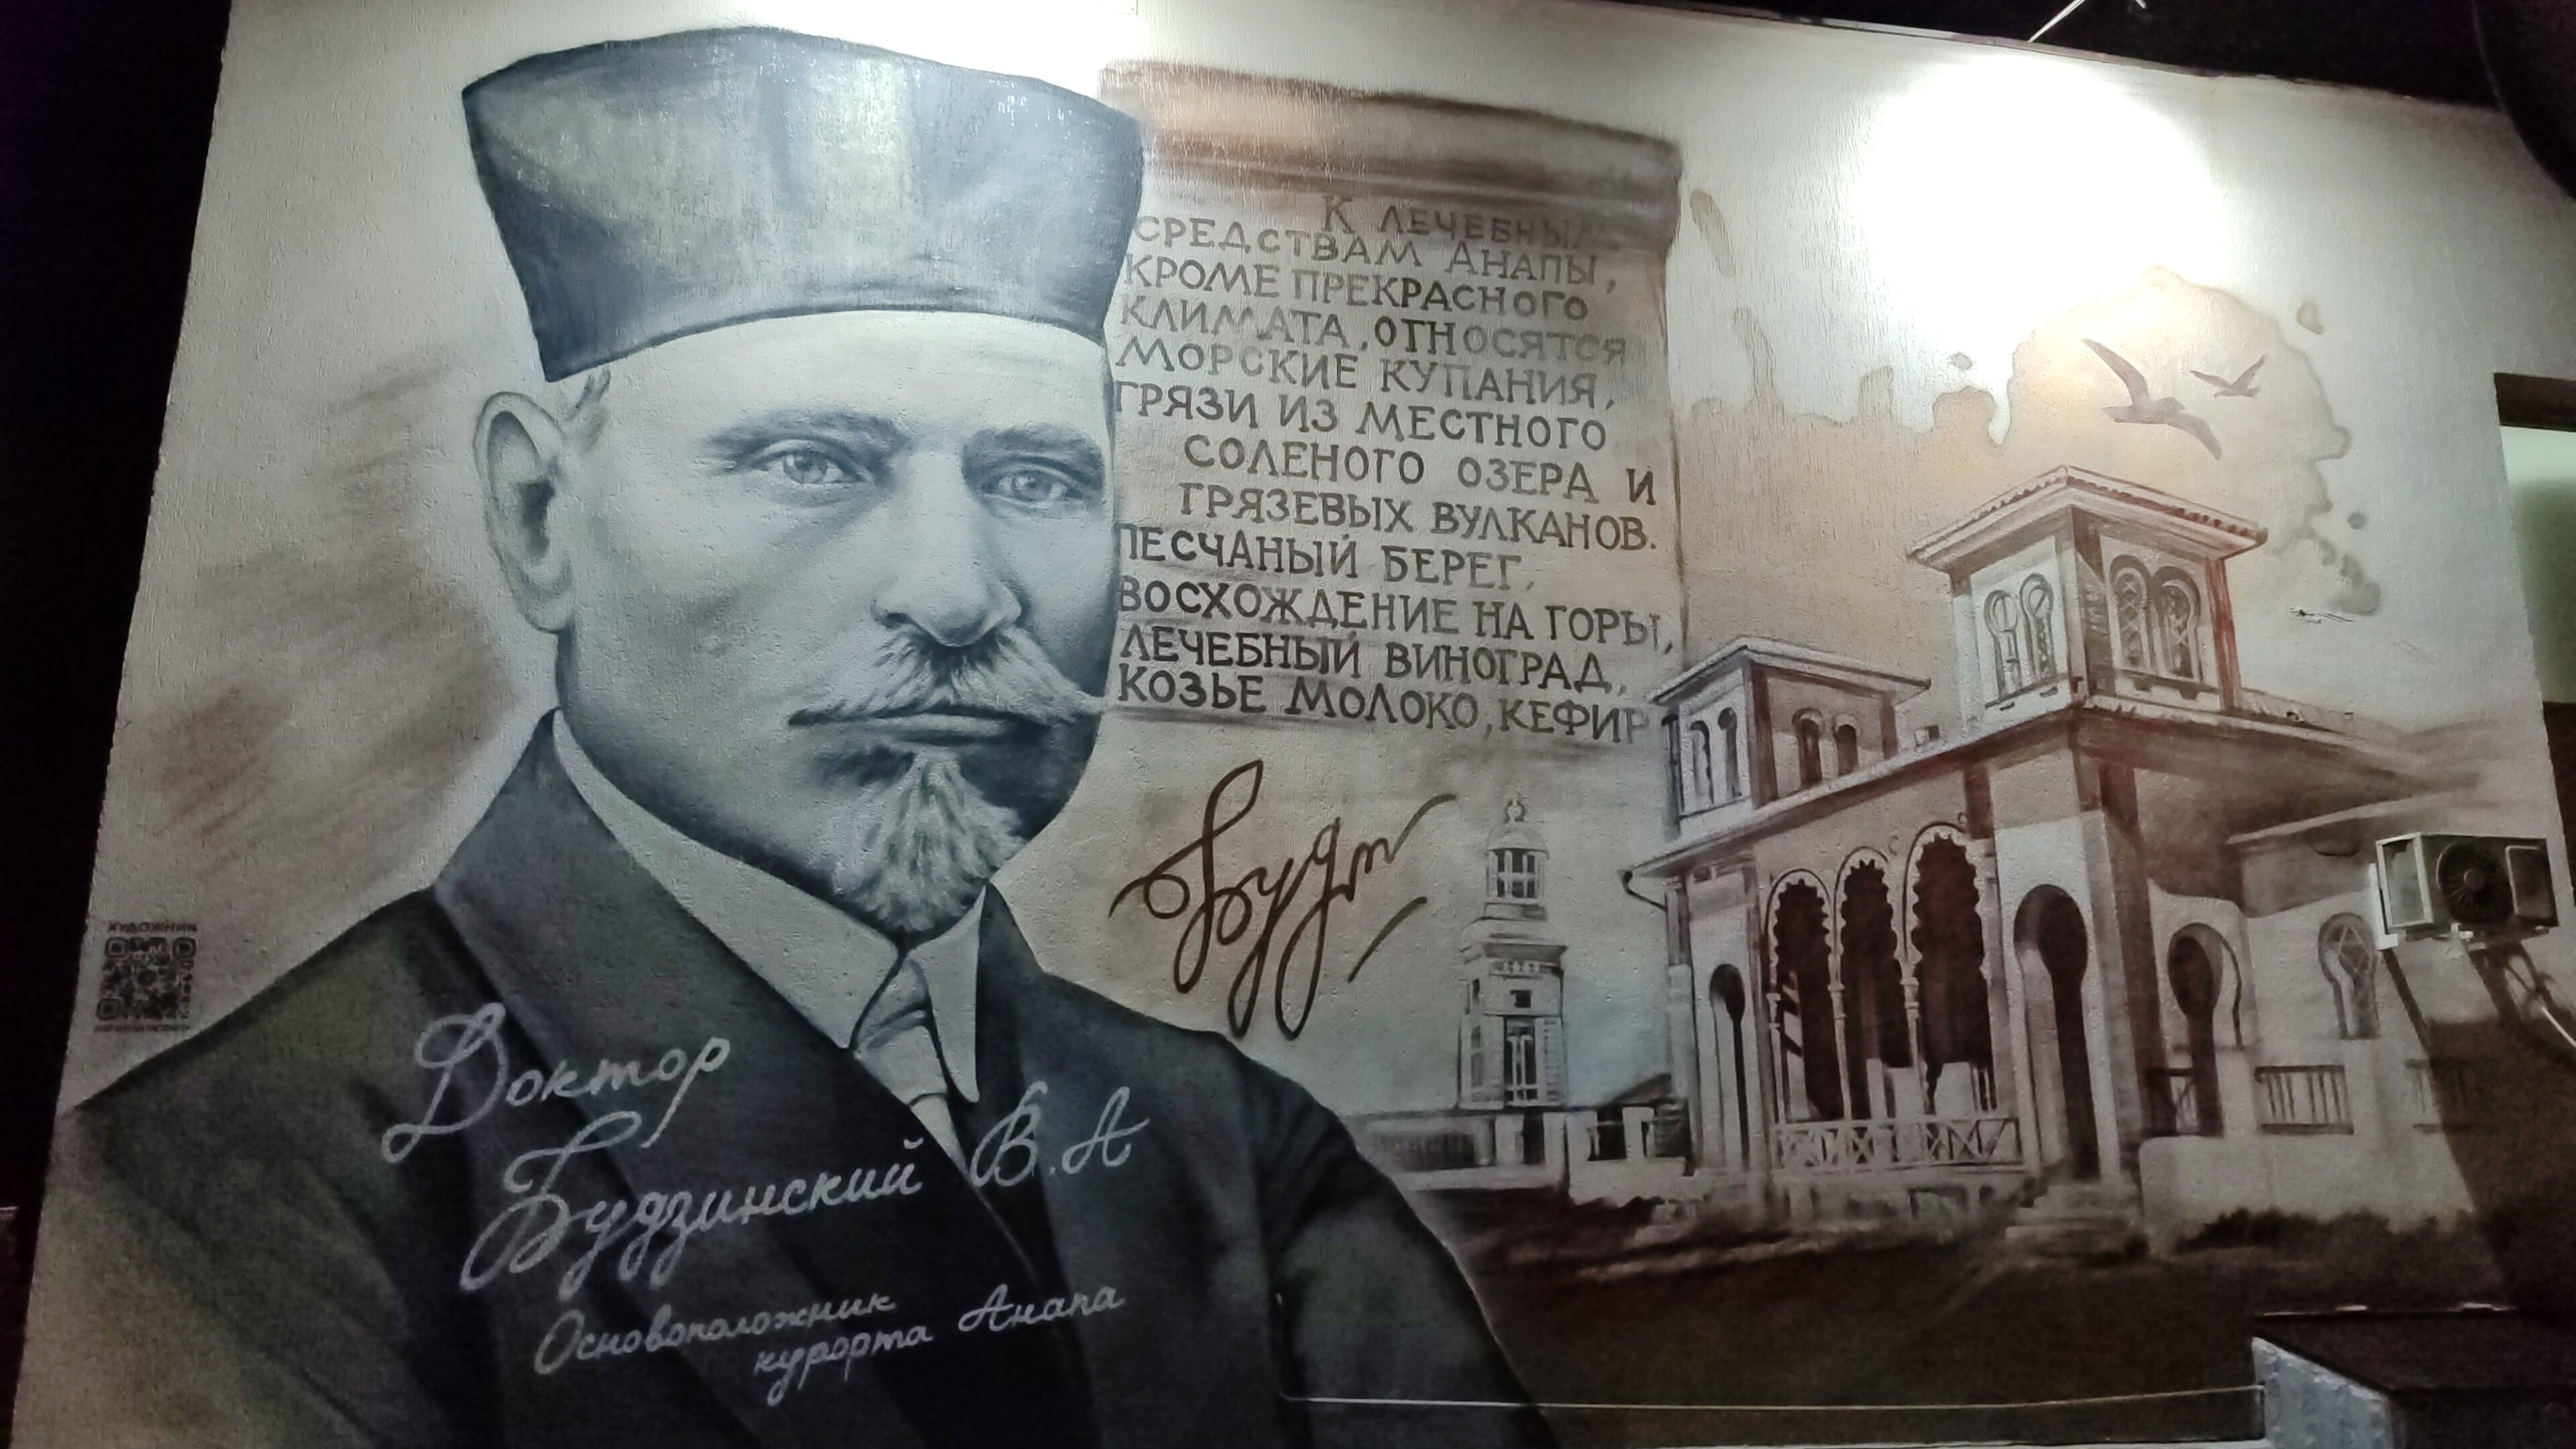 К ЛЕЧЕБНЫМ
СРЕДСТВАМ АНАПЫ,
КРОМЕ ПРЕКРАСНОГО
КЛИМАТА, ОТНОСЯТСЯ
МОРСКИЕ КУПАНИЯ,
ГРЯЗИ ИЗ МЕСТНОГО
СОЛЕНОГО ОЗЕРА И
ГРЯЗЕВЫХ ВУЛКАНОВ.
ПЕСЧАНЫЙ БЕРЕГ,
ВОСХОЖДЕНИЕ НА ГОРЫ,
ЛЕЧЕБНЫЙ ВИНОГРАД,
КОЗЬЕ МОЛОКО, КЕФИР
ХУДОЖНИК
Доктор
Будзинский В.А
Основоположник
курорта Анапа